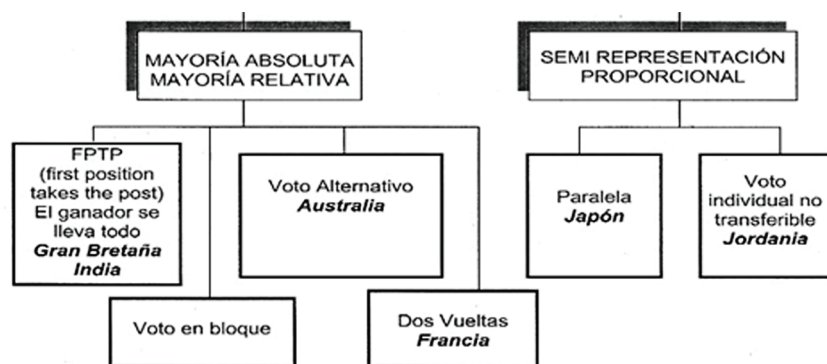 MAYORÍA ABSOLUTA
MAYORÍA RELATIVA
SEMI REPRESENTACIÓN
PROPORCIONAL
FPTP
(first position
takes the post)
El ganador se
lleva todo
Gran Bretaña
India
Voto Alternativo
Australia
Paralela
Japón
Voto
individual no
transferible
Jordania
Voto en bloque
Dos Vueltas
Francia